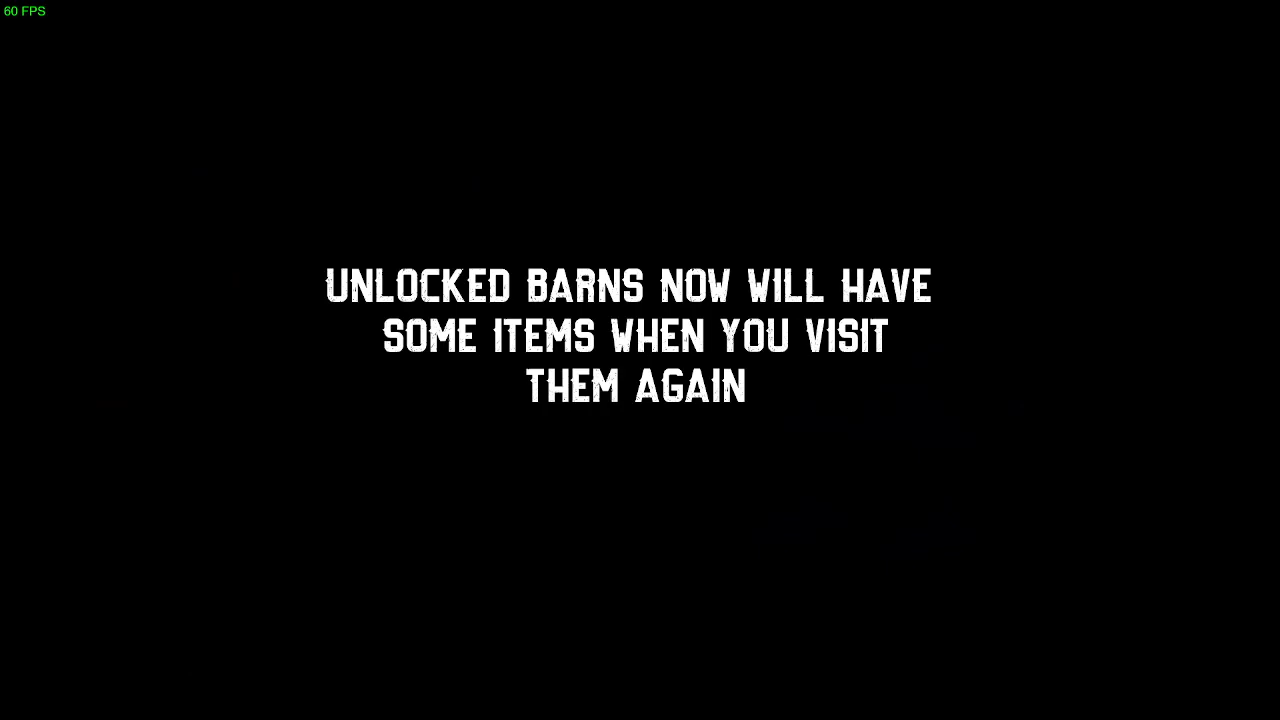 60 FPS
UNLOCKED BARNS NOW WILL HAVE
SOME ITEMS WHEN YOU VISIT
THEM AGAIN